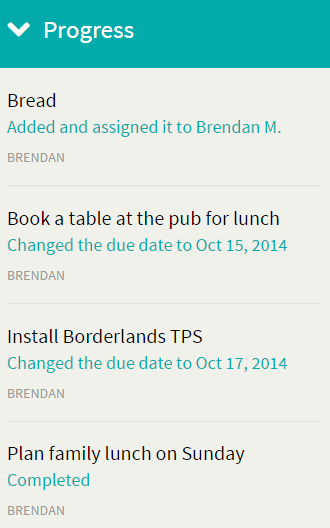 Progress
Bread
Added and assigned it to Brendan M.
BRENDAN
Book a table at the pub for lunch
Changed the due date to Oct 15, 2014
BRENDAN
Install Borderlands TPS
Changed the due date to Oct 17, 2014
BRENDAN
Plan family lunch on Sunday
Completed
BRENDAN